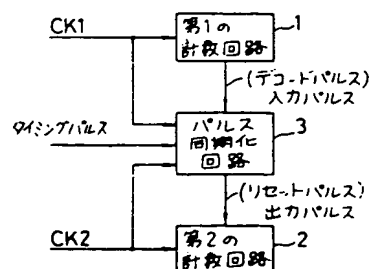 CK1
第1の
計数回路
1
(デコードパルス)
入力パルス
タイミングパルス
パルス
同期化
回路
3
(リセットパルス)
出力パルス
CK2
第2の
計数回路
2